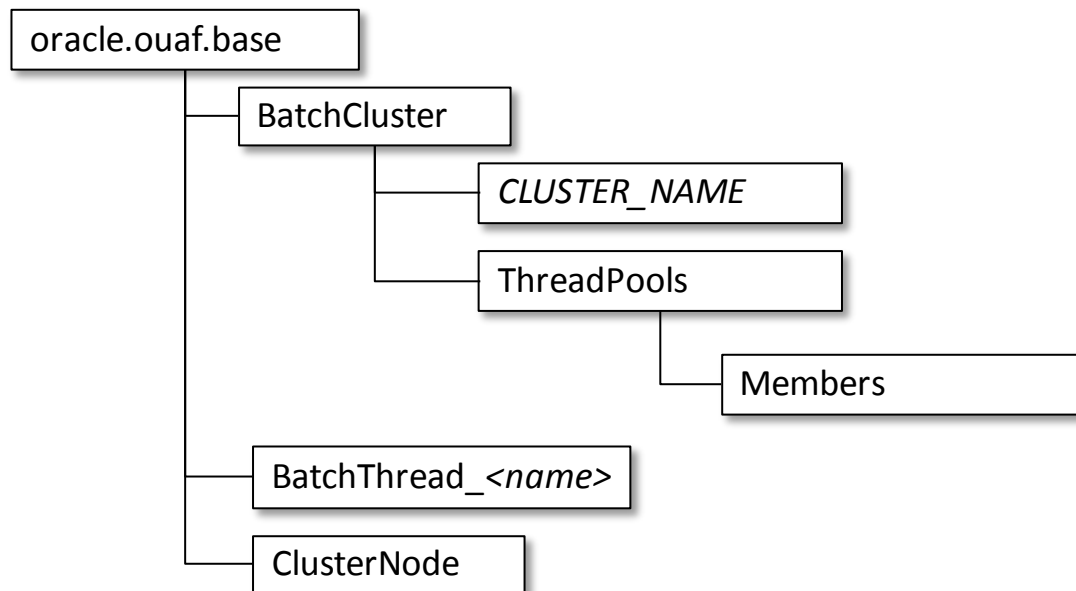 oracle.ouaf.base
BatchCluster
CLUSTER_NAME
ThreadPools
Members
BatchThread_<name>
ClusterNode